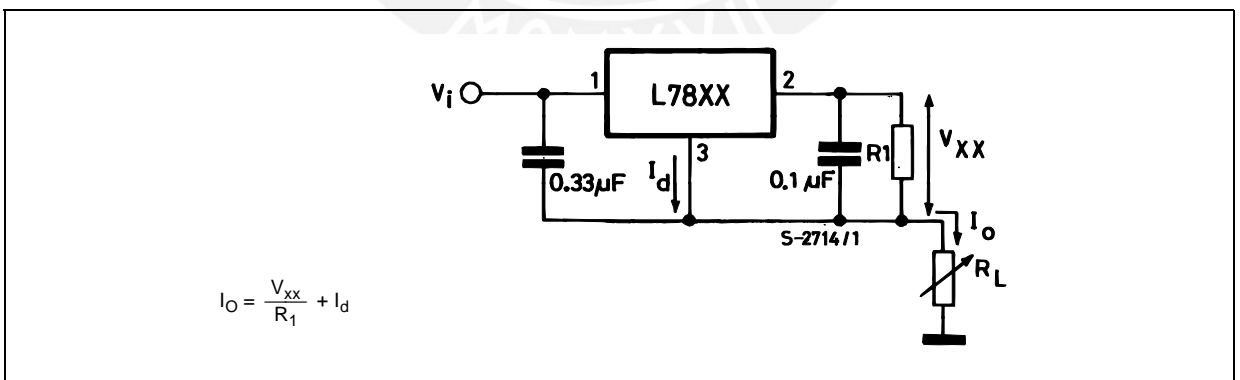 Vi
1
L78XX
2
3
0.33µF
Id
0.1µF
R1
VXX
S-2714/1
Io
RL
IO = Vxx / R1 + Id